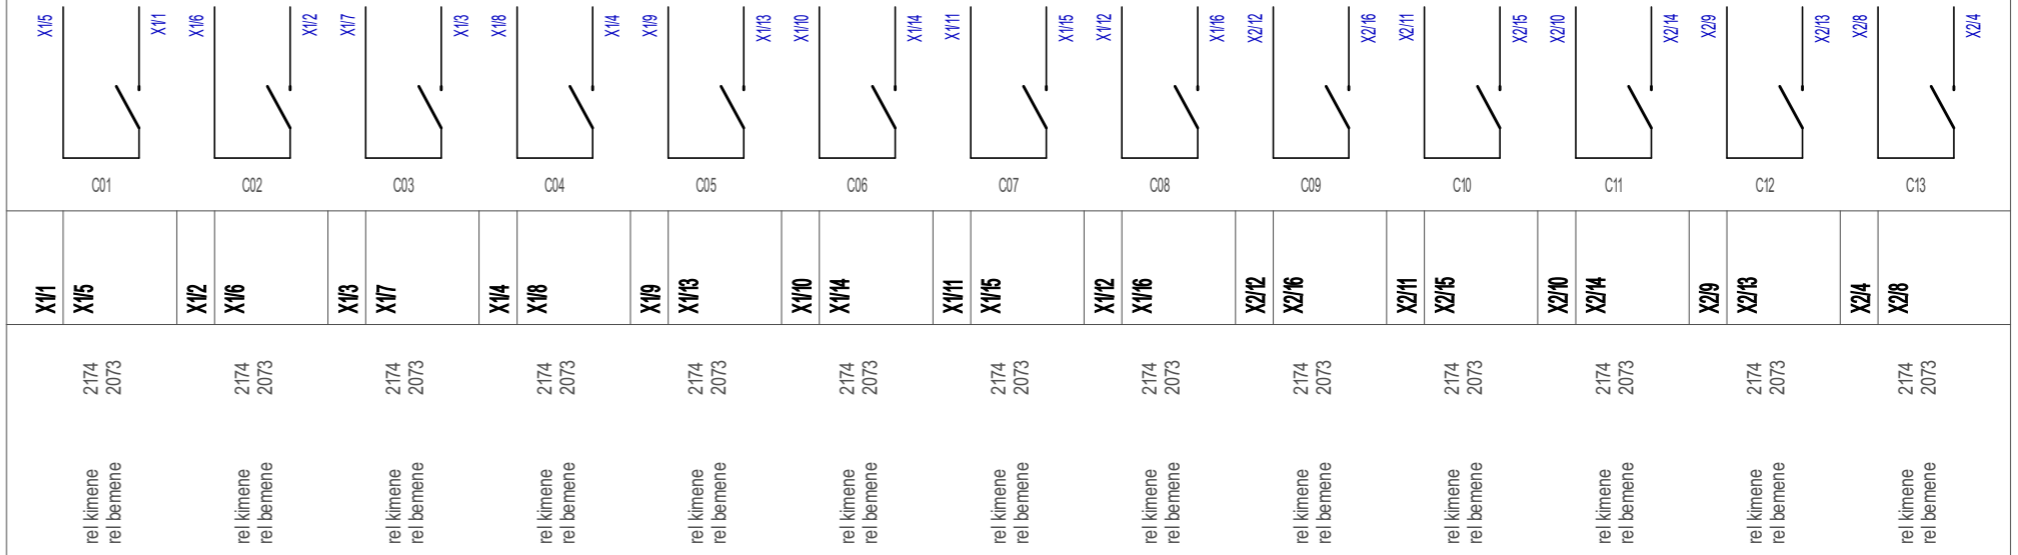 X1/5 X1/1 X1/6 X1/2 X1/7 X1/3 X1/8 X1/4 X1/9 X1/13 X1/10 X1/14 X1/11 X1/15 X1/12 X1/16 X2/12 X2/16 X2/11 X2/15 X2/10 X2/14 X2/9 X2/13 X2/8 X2/4
C01 C02 C03 C04 C05 C06 C07 C08 C09 C10 C11 C12 C13
X1/1 X1/5 X1/2 X1/6 X1/3 X1/7 X1/4 X1/8 X1/9 X1/13 X1/10 X1/14 X1/11 X1/15 X1/12 X1/16 X2/12 X2/16 X2/11 X2/15 X2/10 X2/14 X2/9 X2/13 X2/4 X2/8
2174 2073 2174 2073 2174 2073 2174 2073 2174 2073 2174 2073 2174 2073 2174 2073 2174 2073 2174 2073 2174 2073 2174 2073 2174 2073
rel kimene rel bemene rel kimene rel bemene rel kimene rel bemene rel kimene rel bemene rel kimene rel bemene rel kimene rel bemene rel kimene rel bemene rel kimene rel bemene rel kimene rel bemene rel kimene rel bemene rel kimene rel bemene rel kimene rel bemene rel kimene rel bemene